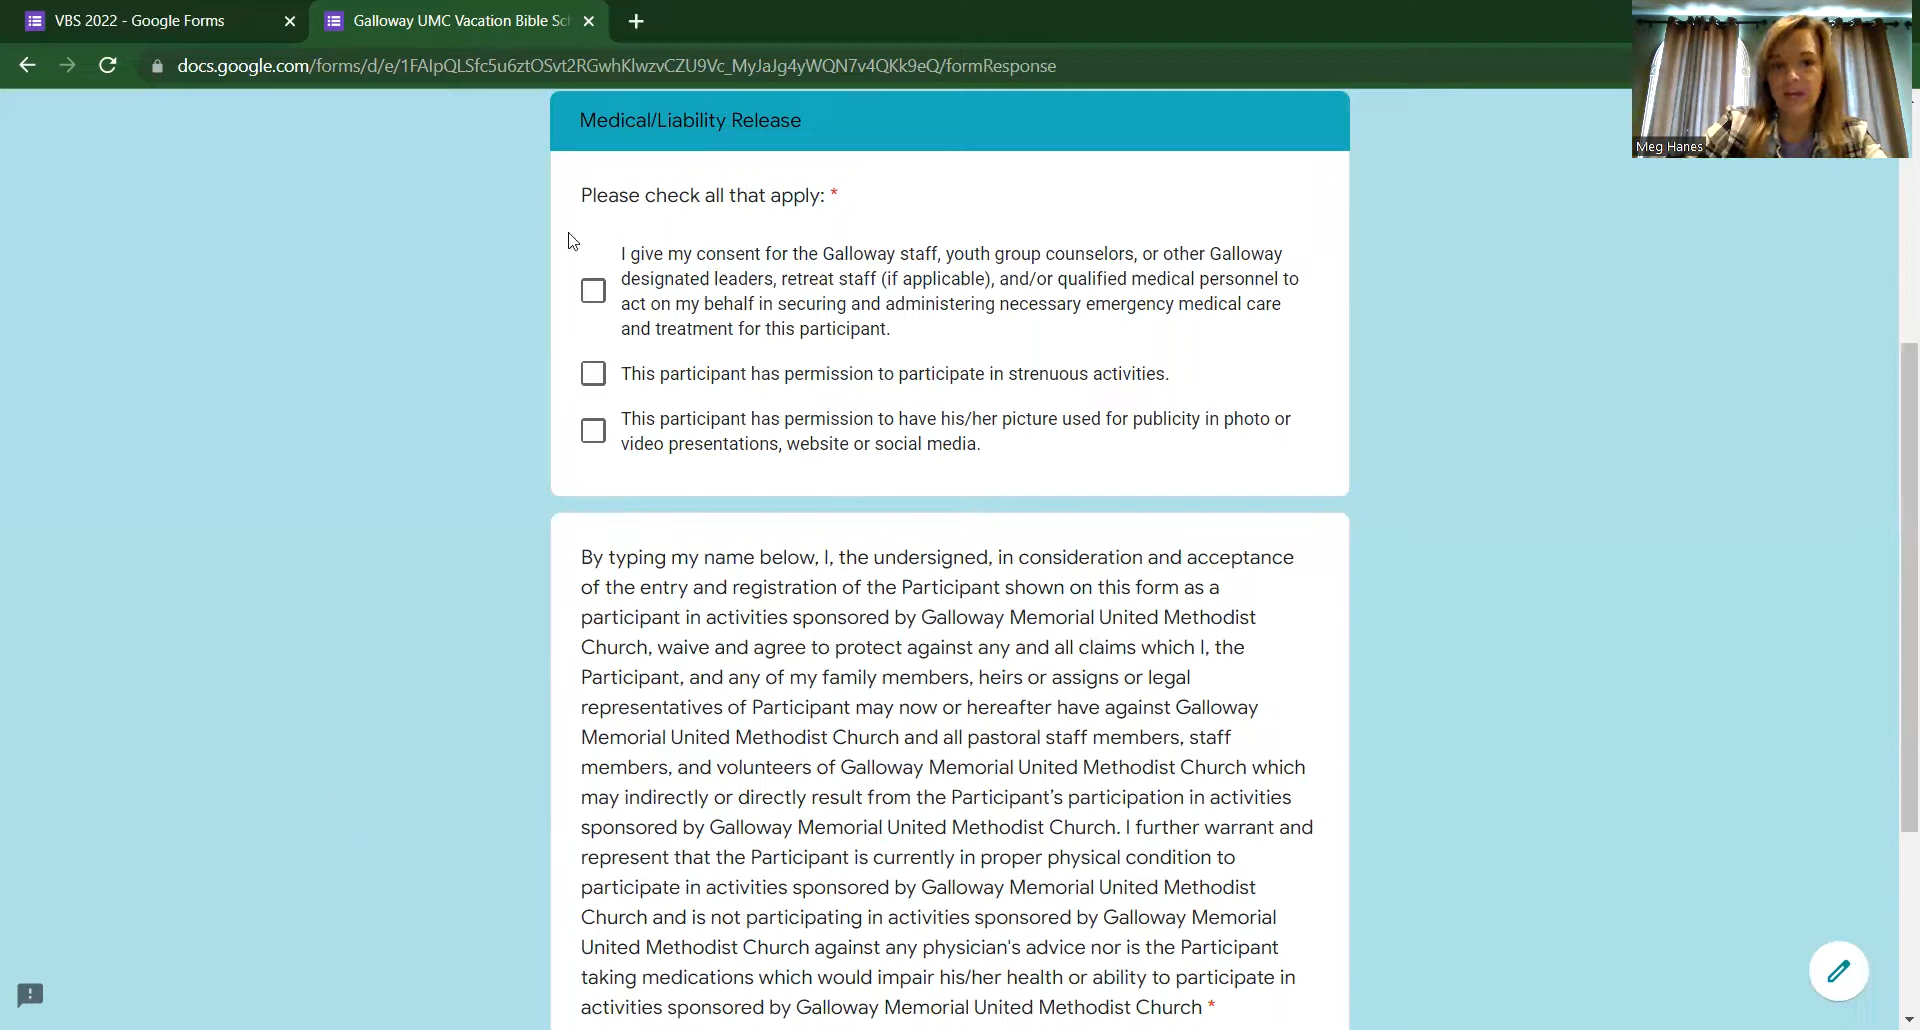 VBS 2022 - Google Forms
Galloway UMC Vacation Bible Sch
docs.google.com/forms/d/e/1FAIpQLSfc5u6ztOSvt2RGwhKlwzvCZU9Vc_MyJaJg4yWQN7v4QKk9eQ/formResponse
Meg Hanes
Medical/Liability Release
Please check all that apply: *
I give my consent for the Galloway staff, youth group counselors, or other Galloway
designated leaders, retreat staff (if applicable), and/or qualified medical personnel to
act on my behalf in securing and administering necessary emergency medical care
and treatment for this participant.
This participant has permission to participate in strenuous activities.
This participant has permission to have his/her picture used for publicity in photo or
video presentations, website or social media.
By typing my name below, I, the undersigned, in consideration and acceptance
of the entry and registration of the Participant shown on this form as a
participant in activities sponsored by Galloway Memorial United Methodist
Church, waive and agree to protect against any and all claims which I, the
Participant, and any of my family members, heirs or assigns or legal
representatives of Participant may now or hereafter have against Galloway
Memorial United Methodist Church and all pastoral staff members, staff
members, and volunteers of Galloway Memorial United Methodist Church which
may indirectly or directly result from the Participant’s participation in activities
sponsored by Galloway Memorial United Methodist Church. I further warrant and
represent that the Participant is currently in proper physical condition to
participate in activities sponsored by Galloway Memorial United Methodist
Church and is not participating in activities sponsored by Galloway Memorial
United Methodist Church against any physician's advice nor is the Participant
taking medications which would impair his/her health or ability to participate in
activities sponsored by Galloway Memorial United Methodist Church *